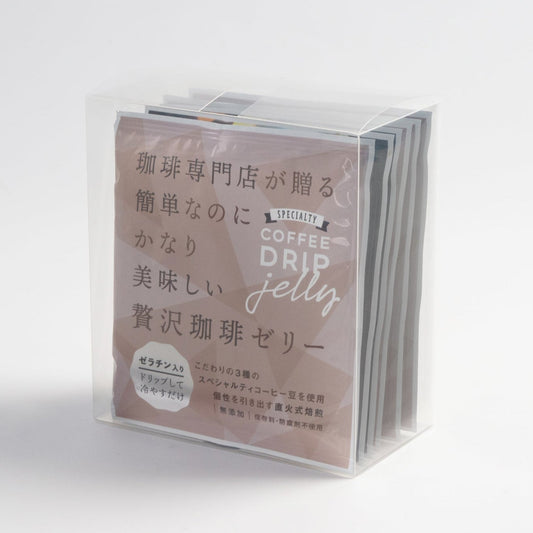 珈琲専門店が贈る
簡単なのに
かなり
美味しい
贅沢珈琲ゼリー
SPECIALTY
COFFEE
DRIP
jelly
ゼラチン入り
ドリップして
冷やすだけ
こだわりの3種の
スペシャルティコーヒー豆を使用
個性を引き出す直火式焙煎
無添加 | 保存料・防腐剤不使用